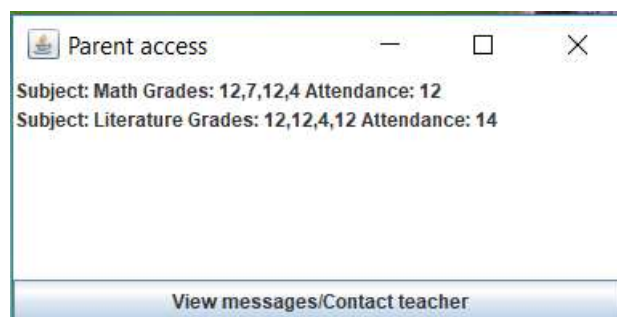 Parent access
Subject: Math Grades: 12,7,12,4 Attendance: 12
Subject: Literature Grades: 12,12,4,12 Attendance: 14
View messages/Contact teacher